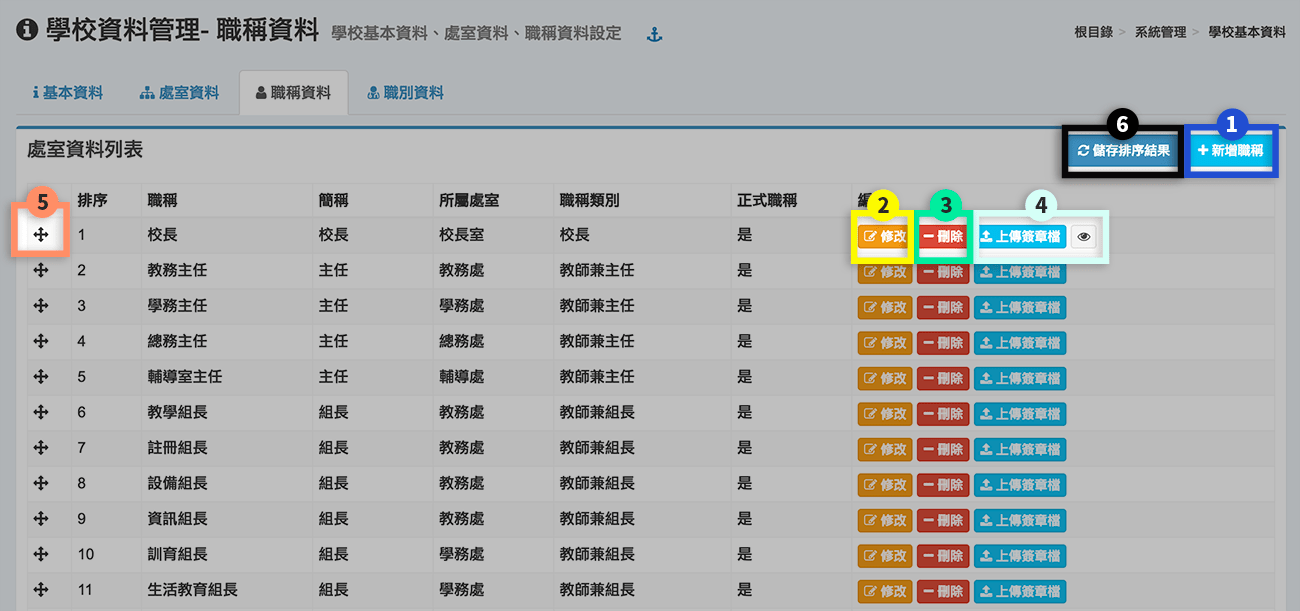 學校資料管理- 職稱資料 學校基本資料、處室資料、職稱資料設定
根目錄 > 系統管理 > 學校基本資料
基本資料 處室資料 職稱資料 職別資料
6 1
處室資料列表 儲存排序結果 新增職稱
5 2 3 4
排序 職稱 簡稱 所屬處室 職稱類別 正式職稱
1 校長 校長 校長室 校長 是 修改 刪除 上傳簽章檔
2 教務主任 主任 教務處 教師兼主任 是 修改 刪除 上傳簽章檔
3 學務主任 主任 學務處 教師兼主任 是 修改 刪除 上傳簽章檔
4 總務主任 主任 總務處 教師兼主任 是 修改 刪除 上傳簽章檔
5 輔導室主任 主任 輔導處 教師兼主任 是 修改 刪除 上傳簽章檔
6 教學組長 組長 教務處 教師兼組長 是 修改 刪除 上傳簽章檔
7 註冊組長 組長 教務處 教師兼組長 是 修改 刪除 上傳簽章檔
8 設備組長 組長 教務處 教師兼組長 是 修改 刪除 上傳簽章檔
9 資訊組長 組長 教務處 教師兼組長 是 修改 刪除 上傳簽章檔
10 訓育組長 組長 學務處 教師兼組長 是 修改 刪除 上傳簽章檔
11 生活教育組長 組長 學務處 教師兼組長 是 修改 刪除 上傳簽章檔